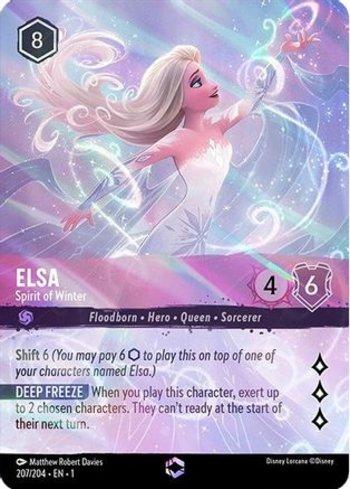 8
ELSA
Spirit of Winter
4
6
Floodborn • Hero • Queen • Sorcerer
Shift 6 (You may pay 6 ⬡ to play this on top of one of
your characters named Elsa.)
DEEP FREEZE When you play this character, exert up
to 2 chosen characters. They can't ready at the start of
their next turn.
Matthew Robert Davies
207/204 • EN • 1
Disney Lorcana ©Disney